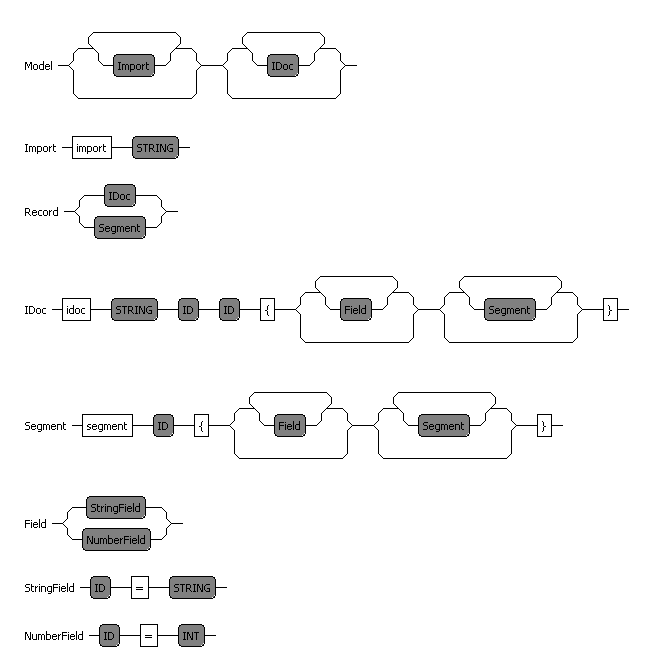 Model Import IDoc
Import import STRING
Record IDoc
Segment
IDoc idoc STRING ID ID { Field Segment }
Segment segment ID { Field Segment }
Field StringField
NumberField
StringField ID = STRING
NumberField ID = INT